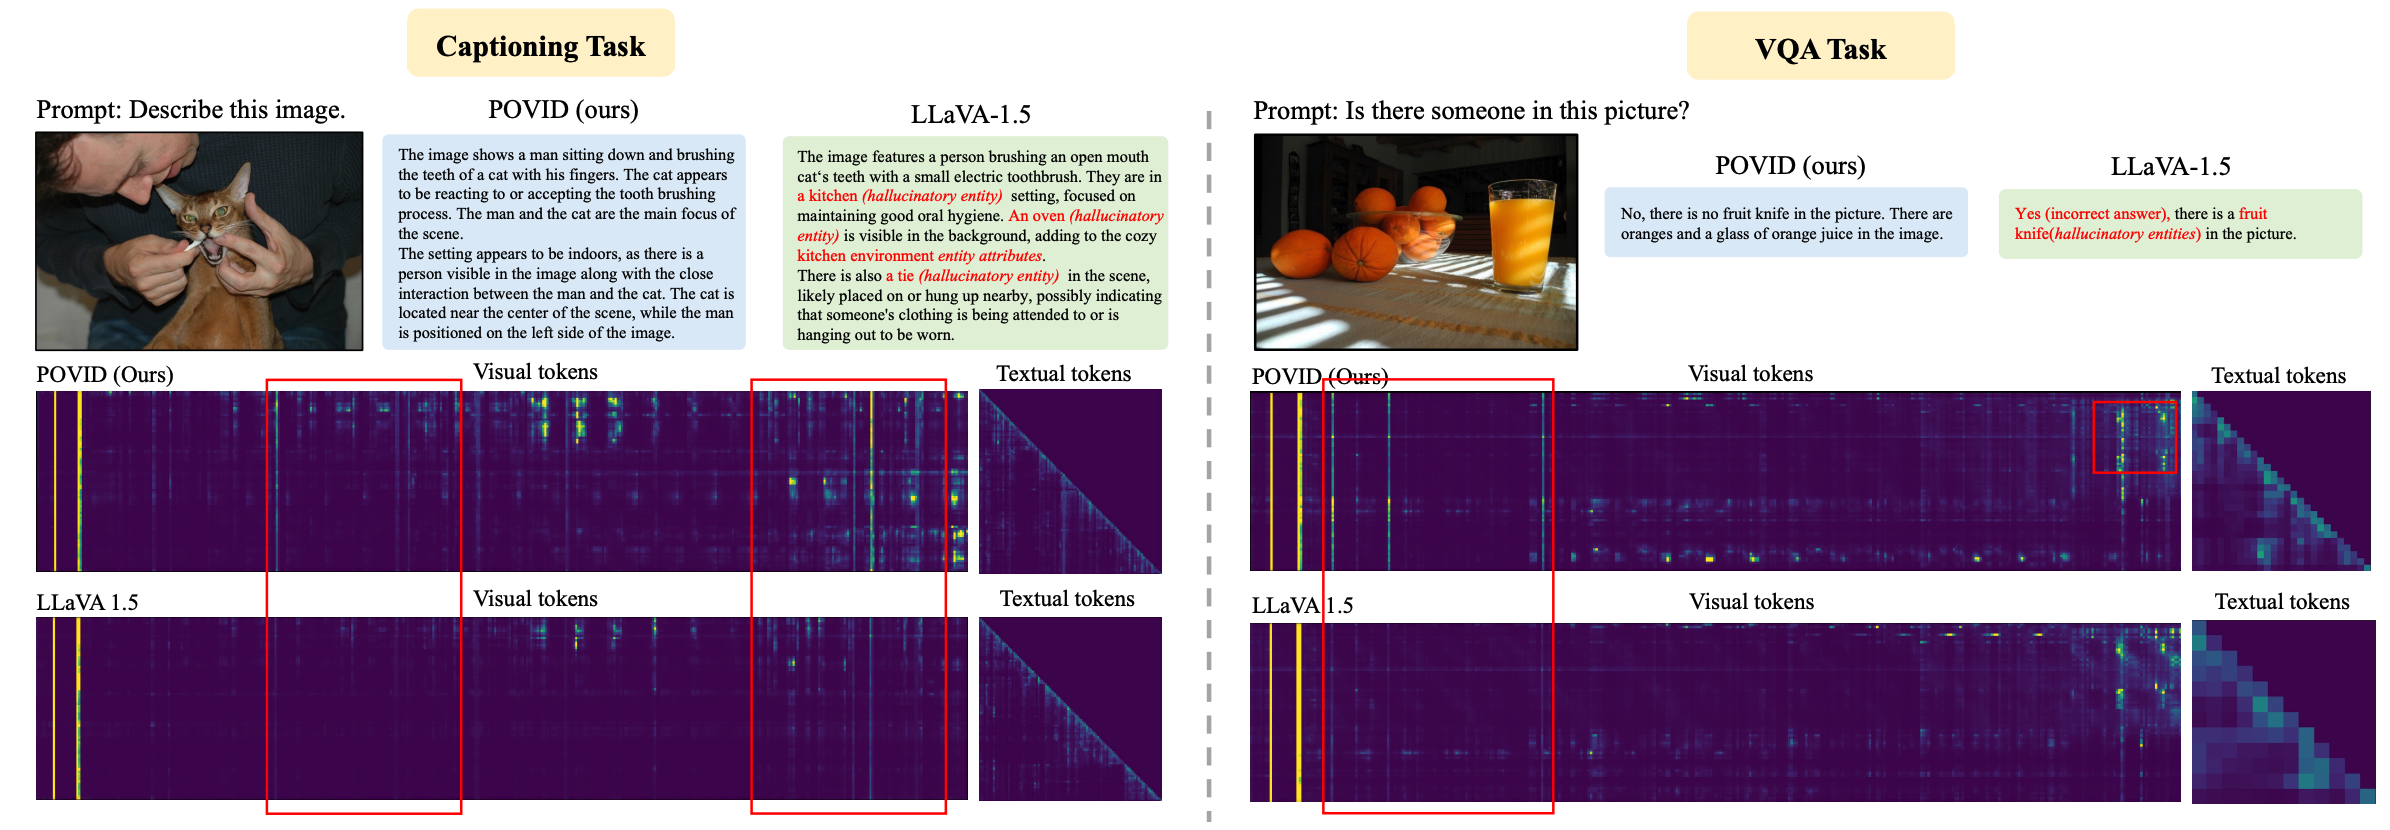 Captioning Task
Prompt: Describe this image.
POVID (ours)
The image shows a man sitting down and brushing
the teeth of a cat with his fingers. The cat appears
to be reacting to or accepting the tooth brushing
process. The man and the cat are the main focus of
the scene.
The setting appears to be indoors, as there is a
person visible in the image along with the close
interaction between the man and the cat. The cat is
located near the center of the scene, while the man
is positioned on the left side of the image.
LLaVA-1.5
The image features a person brushing an open mouth
cat‘s teeth with a small electric toothbrush. They are in
a kitchen (hallucinatory entity) setting, focused on
maintaining good oral hygiene. An oven (hallucinatory
entity) is visible in the background, adding to the cozy
kitchen environment entity attributes.
There is also a tie (hallucinatory entity) in the scene,
likely placed on or hung up nearby, possibly indicating
that someone's clothing is being attended to or is
hanging out to be worn.
POVID (Ours)
Visual tokens
Textual tokens
LLaVA 1.5
Visual tokens
Textual tokens
VQA Task
Prompt: Is there someone in this picture?
POVID (ours)
No, there is no fruit knife in the picture. There are
oranges and a glass of orange juice in the image.
LLaVA-1.5
Yes (incorrect answer), there is a fruit
knife(hallucinatory entities) in the picture.
POVID (Ours)
Visual tokens
Textual tokens
LLaVA 1.5
Visual tokens
Textual tokens